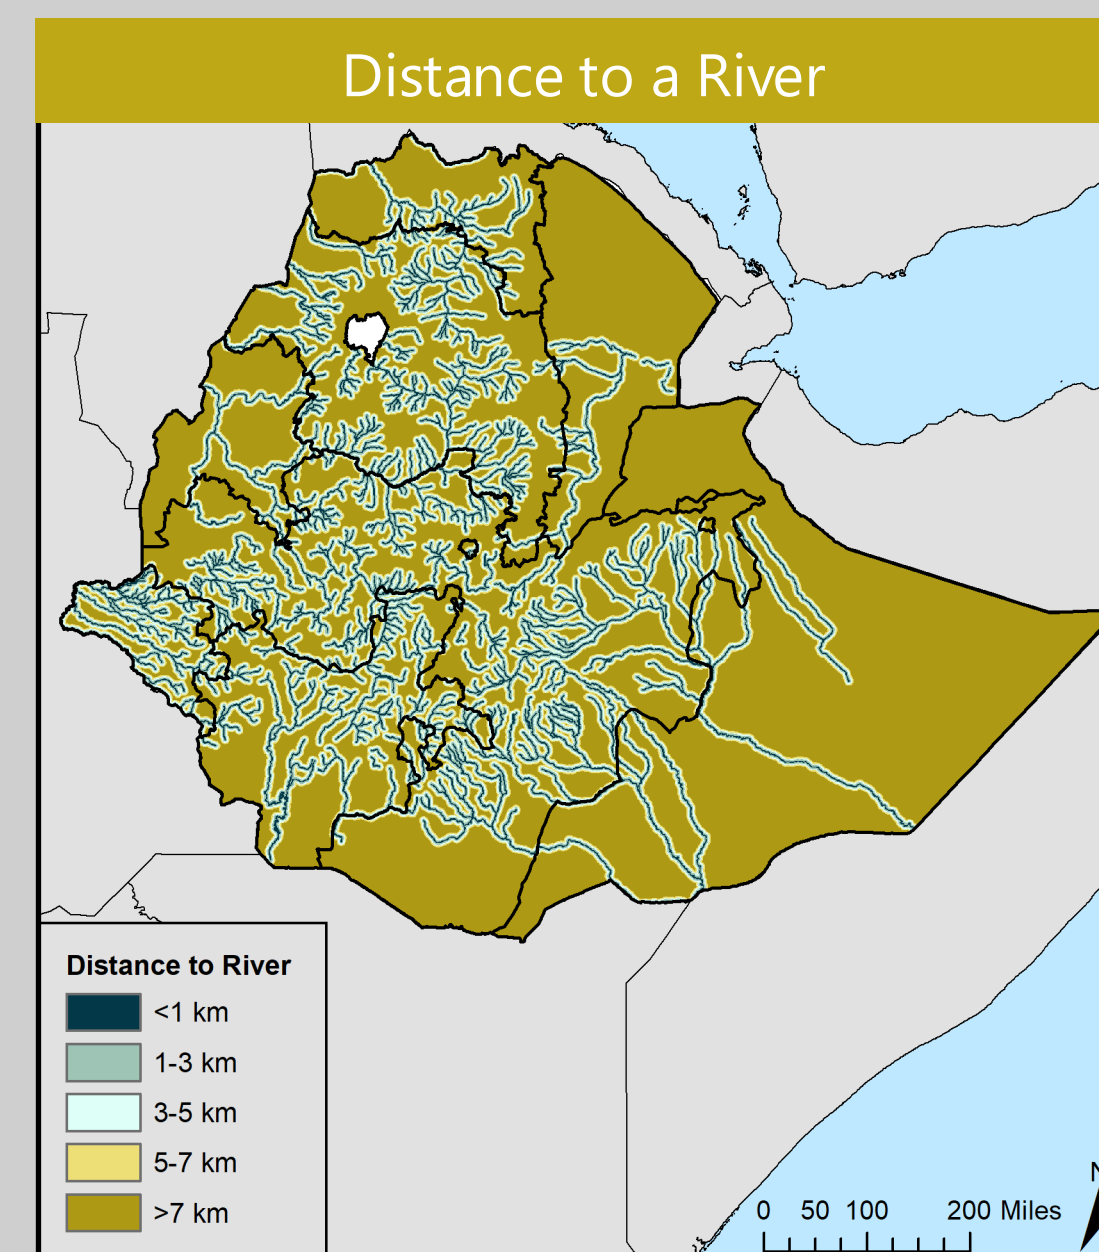 Distance to a River
Distance to River
<1 km
1-3 km
3-5 km
5-7 km
>7 km
N
0 50 100 200 Miles